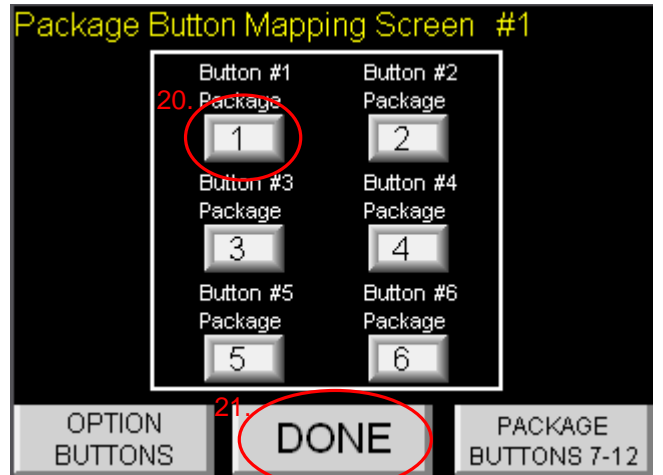 Package Button Mapping Screen #1
Button #1 Button #2
20. Package Package
1 2
Button #3 Button #4
Package Package
3 4
Button #5 Button #6
Package Package
5 6
21.
OPTION
BUTTONS
DONE
PACKAGE
BUTTONS 7-12